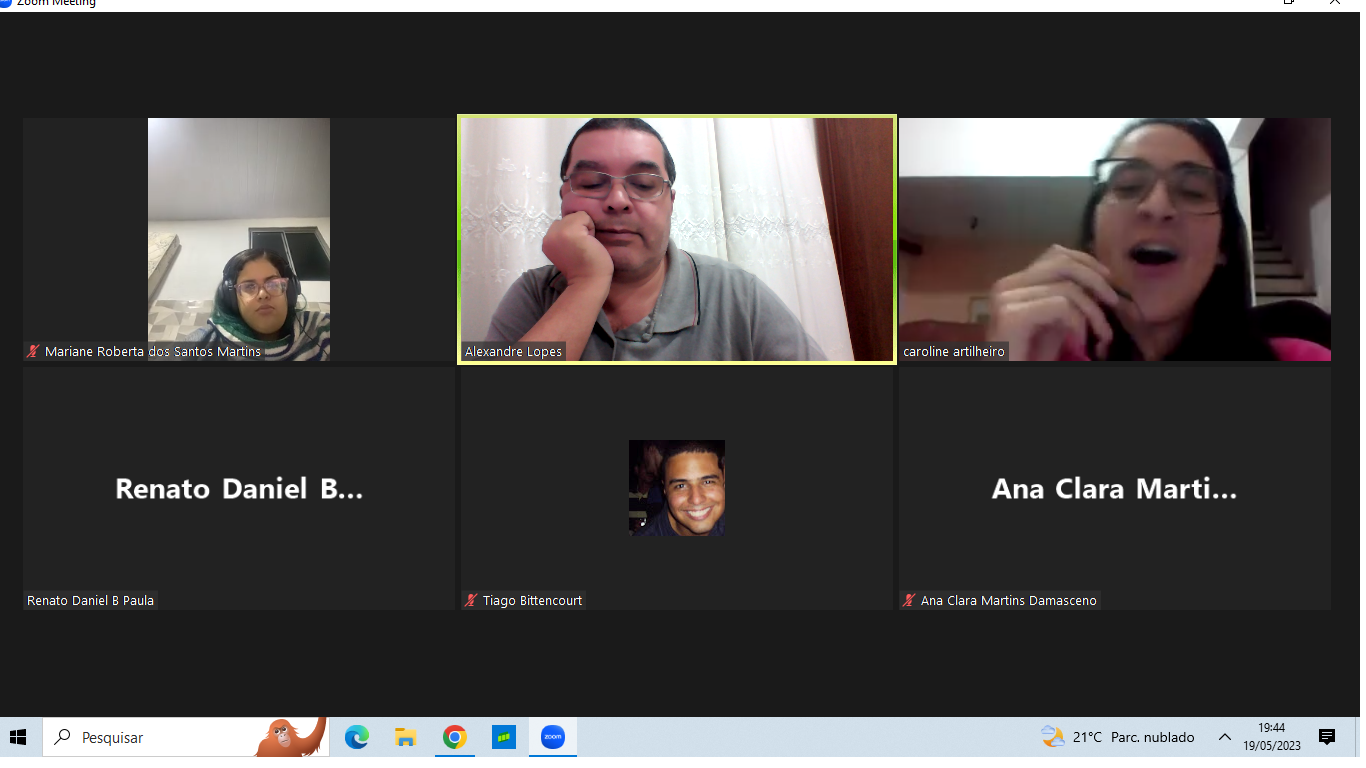 Zoom Meeting
Mariane Roberta dos Santos Martins
Alexandre Lopes
caroline artilheiro
Renato Daniel B...
Ana Clara Marti...
Renato Daniel B Paula
Tiago Bittencourt
Ana Clara Martins Damasceno
Pesquisar
zoom
21°C Parc. nublado
19:44
19/05/2023